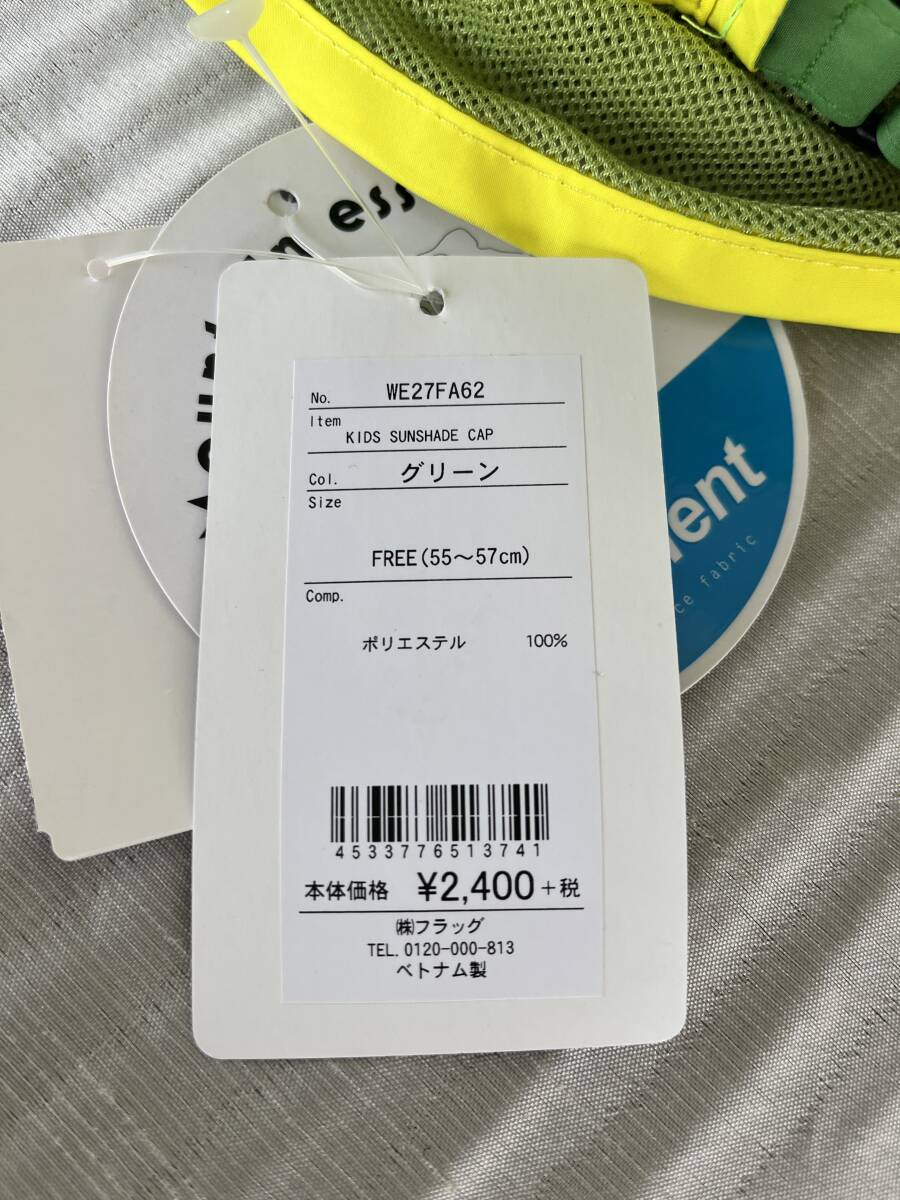 No. WE27FA62
Item
KIDS SUNSHADE CAP
Col. グリーン
Size
FREE(55～57cm)
Comp.
ポリエステル 100%
4533776513741
本体価格 ¥2,400+税
㈱フラッグ
TEL.0120-000-813
ベトナム製
fabric